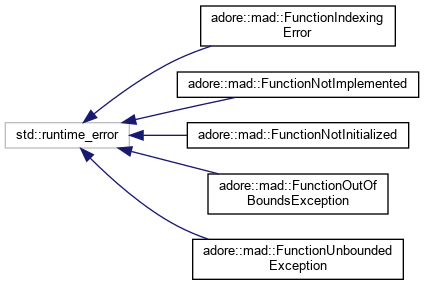 adore::mad::FunctionIndexing
Error
adore::mad::FunctionNotImplemented
std::runtime_error
adore::mad::FunctionNotInitialized
adore::mad::FunctionOutOf
BoundsException
adore::mad::FunctionUnbounded
Exception